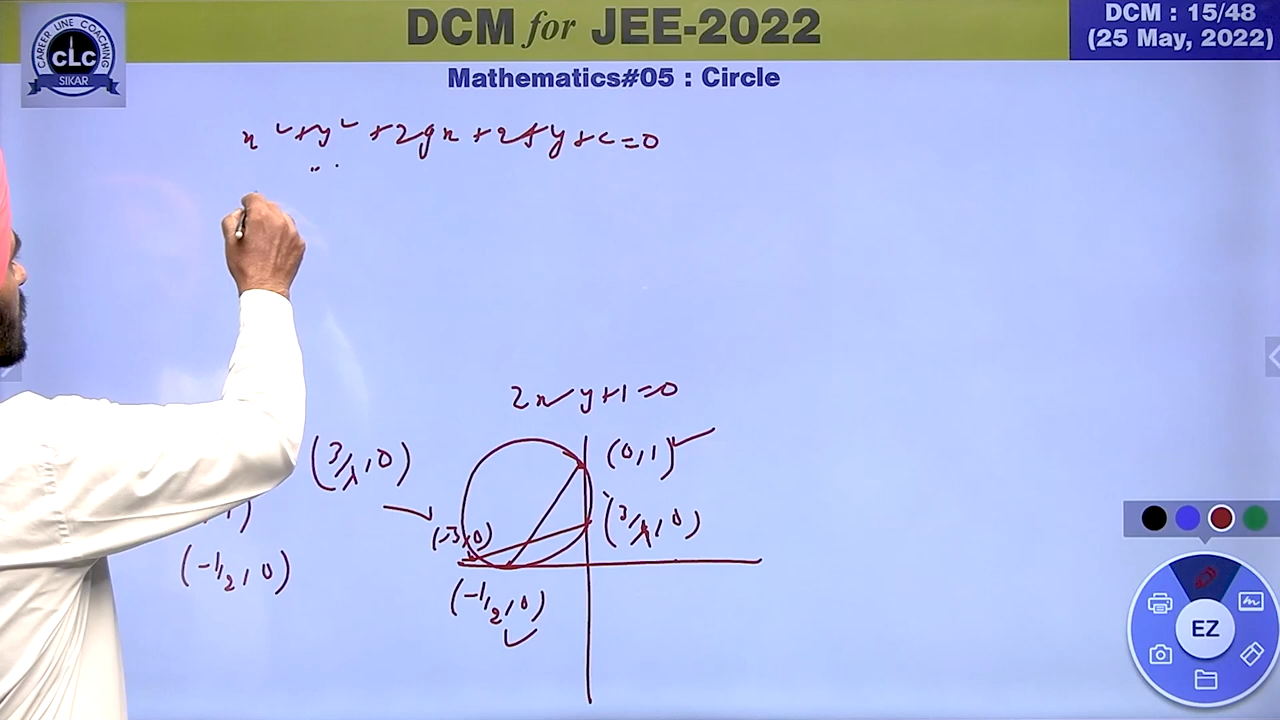 DCM for JEE-2022
DCM : 15/48
(25 May, 2022)
CAREER LINE COACHING
CLC
SIKAR
Mathematics#05 : Circle
x² + y² + 2gx + 2fy + c = 0
2x - y + 1 = 0
(3/λ, 0)
(0, 1)
(-3, 0)
(3/λ, 0)
(-1/2, 0)
(-1/2, 0)
EZ